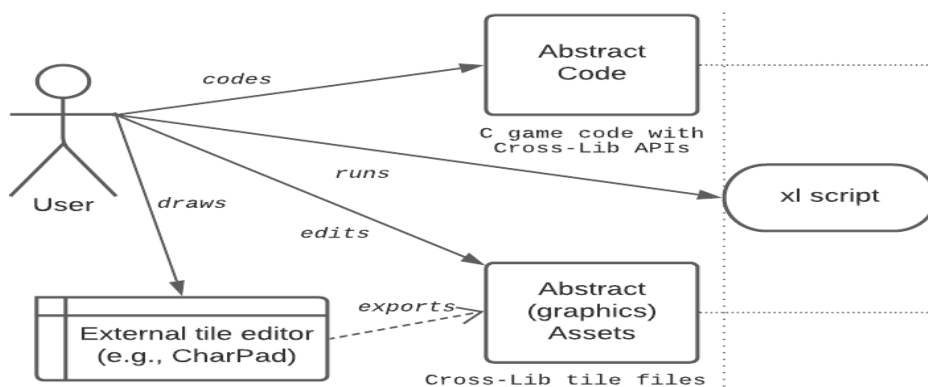 Abstract
Code
codes
C game code with
Cross-Lib APIs
runs
xl script
User
draws
edits
Abstract
(graphics)
Assets
exports
External tile editor
(e.g., CharPad)
Cross-Lib tile files